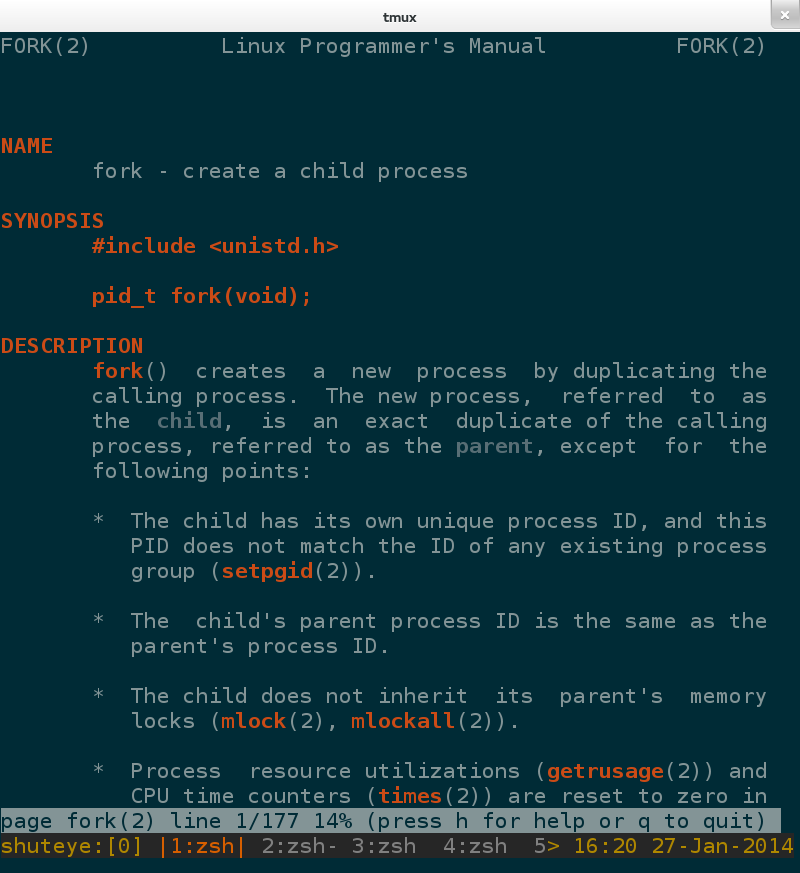 tmux
FORK(2)          Linux Programmer's Manual          FORK(2)
NAME
fork - create a child process
SYNOPSIS
#include <unistd.h>
pid_t fork(void);
DESCRIPTION
fork()  creates  a  new  process  by duplicating the
calling process.  The new process,  referred  to  as
the  child,  is  an  exact  duplicate of the calling
process, referred to as the parent, except  for  the
following points:
*  The child has its own unique process ID, and this
PID does not match the ID of any existing process
group (setpgid(2)).
*  The  child's parent process ID is the same as the
parent's process ID.
*  The child does not inherit  its  parent's  memory
locks (mlock(2), mlockall(2)).
*  Process  resource utilizations (getrusage(2)) and
CPU time counters (times(2)) are reset to zero in
page fork(2) line 1/177 14% (press h for help or q to quit)
shuteye:[0] |1:zsh| 2:zsh- 3:zsh  4:zsh  5> 16:20 27-Jan-2014